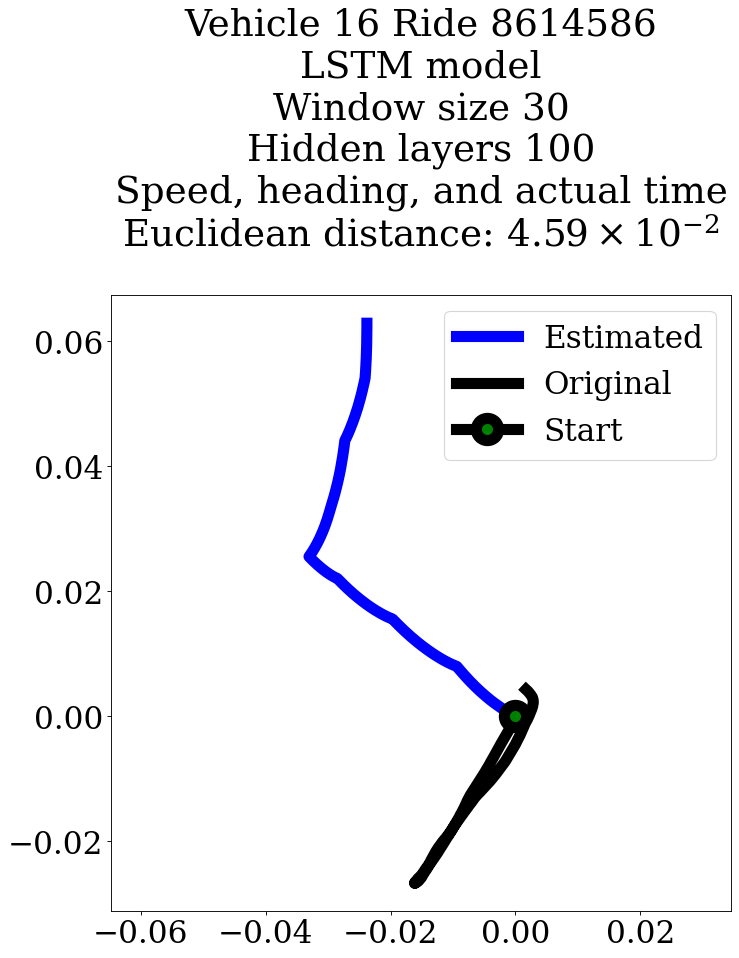 Vehicle 16 Ride 8614586
LSTM model
Window size 30
Hidden layers 100
Speed, heading, and actual time
Euclidean distance: 4.59 × 10⁻²
Estimated
Original
Start
0.06
0.04
0.02
0.00
−0.02
−0.06 −0.04 −0.02 0.00 0.02